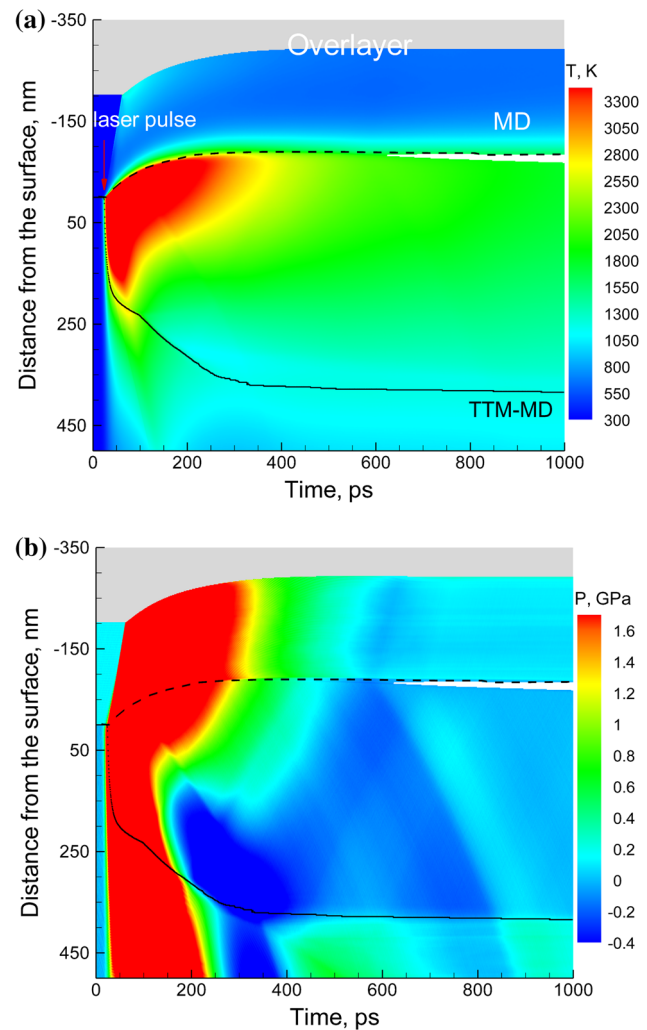 (a)
-350
Overlayer
T, K
-150
laser pulse
MD
3300
3050
2800
2550
2300
2050
1800
1550
1300
1050
800
550
300
50
250
450
Distance from the surface, nm
TTM-MD
0 200 400 600 800 1000
Time, ps
(b)
-350
P, GPa
-150
1.6
1.4
1.2
1
0.8
0.6
0.4
0.2
0
-0.2
-0.4
50
250
450
Distance from the surface, nm
0 200 400 600 800 1000
Time, ps